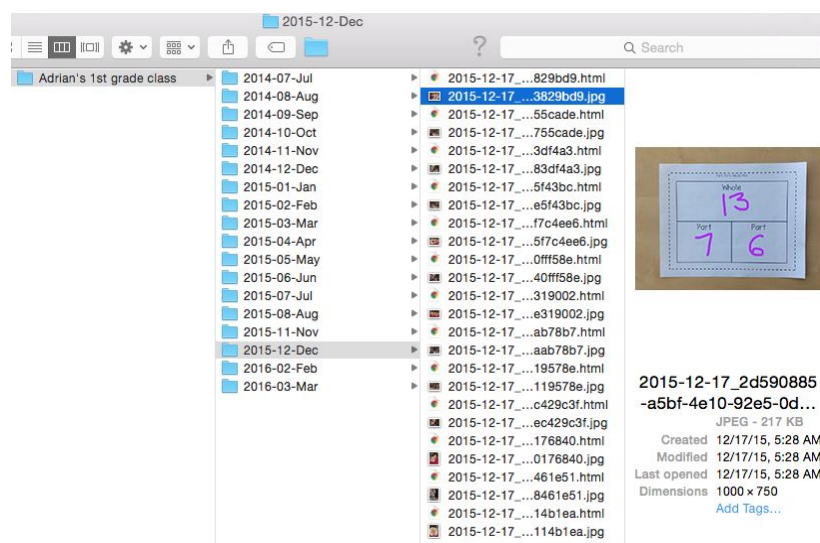 2015-12-Dec
Search
Adrian's 1st grade class
2014-07-Jul
2014-08-Aug
2014-09-Sep
2014-10-Oct
2014-11-Nov
2014-12-Dec
2015-01-Jan
2015-02-Feb
2015-03-Mar
2015-04-Apr
2015-05-May
2015-06-Jun
2015-07-Jul
2015-08-Aug
2015-11-Nov
2015-12-Dec
2016-02-Feb
2016-03-Mar
2015-12-17_...829bd9.html
2015-12-17_...3829bd9.jpg
2015-12-17_...55cade.html
2015-12-17_...755cade.jpg
2015-12-17_...3df4a3.html
2015-12-17_...83df4a3.jpg
2015-12-17_...5f43bc.html
2015-12-17_...e5f43bc.jpg
2015-12-17_...f7c4ee6.html
2015-12-17_...5f7c4ee6.jpg
2015-12-17_...0fff58e.html
2015-12-17_...40fff58e.jpg
2015-12-17_...319002.html
2015-12-17_...e319002.jpg
2015-12-17_...ab78b7.html
2015-12-17_...aab78b7.jpg
2015-12-17_...19578e.html
2015-12-17_...119578e.jpg
2015-12-17_...c429c3f.html
2015-12-17_...ec429c3f.jpg
2015-12-17_...176840.html
2015-12-17_...0176840.jpg
2015-12-17_...461e51.html
2015-12-17_...8461e51.jpg
2015-12-17_...14b1ea.html
2015-12-17_...114b1ea.jpg
Whole
13
Part Part
7 6
2015-12-17_2d590885
-a5bf-4e10-92e5-0d...
JPEG - 217 KB
Created 12/17/15, 5:28 AM
Modified 12/17/15, 5:28 AM
Last opened 12/17/15, 5:28 AM
Dimensions 1000 × 750
Add Tags...